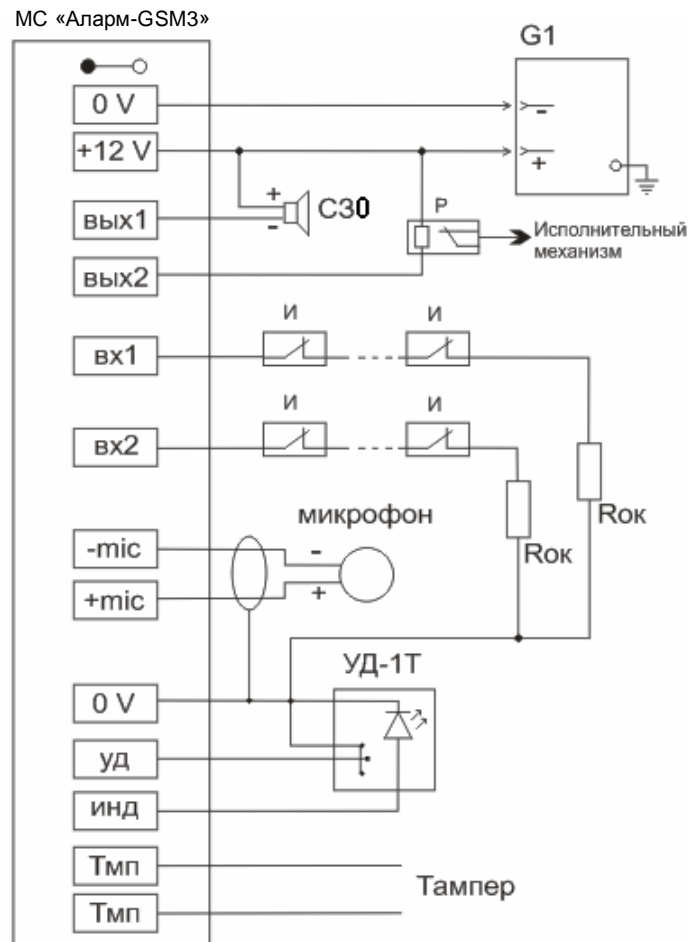 МС «Аларм-GSM3»
G1
0 V
-
+12 V
+
+
СЗ0
-
вых1
Р
Исполнительный
механизм
вых2
И
И
вх1
И
И
вх2
Rок
Rок
микрофон
-mic
-
+mic
+
УД-1Т
0 V
уд
инд
Тмп
Тампер
Тмп